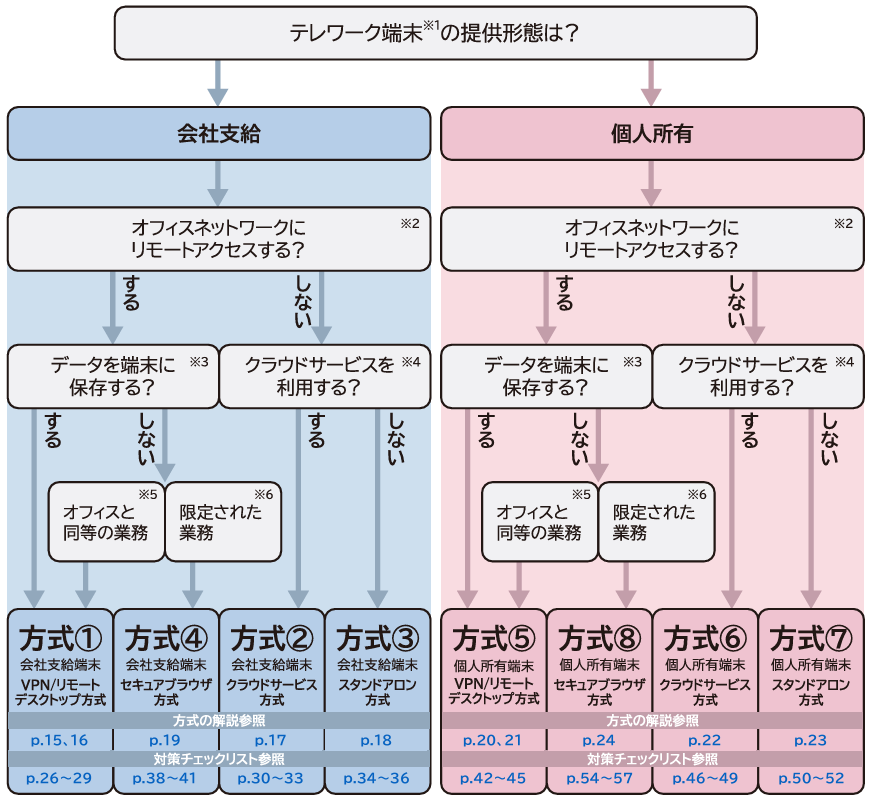 テレワーク端末※1の提供形態は?
会社支給
個人所有
オフィスネットワークに ※2
リモートアクセスする?
オフィスネットワークに ※2
リモートアクセスする?
する
しない
する
しない
データを端末に ※3
保存する?
クラウドサービスを ※4
利用する?
データを端末に ※3
保存する?
クラウドサービスを ※4
利用する?
する
しない
する
しない
する
しない
する
しない
※5
オフィスと
同等の業務
※6
限定された
業務
※5
オフィスと
同等の業務
※6
限定された
業務
方式①
会社支給端末
VPN/リモート
デスクトップ方式
方式④
会社支給端末
セキュアブラウザ
方式
方式②
会社支給端末
クラウドサービス
方式
方式③
会社支給端末
スタンドアロン
方式
方式⑤
個人所有端末
VPN/リモート
デスクトップ方式
方式⑧
個人所有端末
セキュアブラウザ
方式
方式⑥
個人所有端末
クラウドサービス
方式
方式⑦
個人所有端末
スタンドアロン
方式
方式の解説参照
p.15、16
p.19
p.17
p.18
方式の解説参照
p.20、21
p.24
p.22
p.23
対策チェックリスト参照
p.26〜29
p.38〜41
p.30〜33
p.34〜36
対策チェックリスト参照
p.42〜45
p.54〜57
p.46〜49
p.50〜52